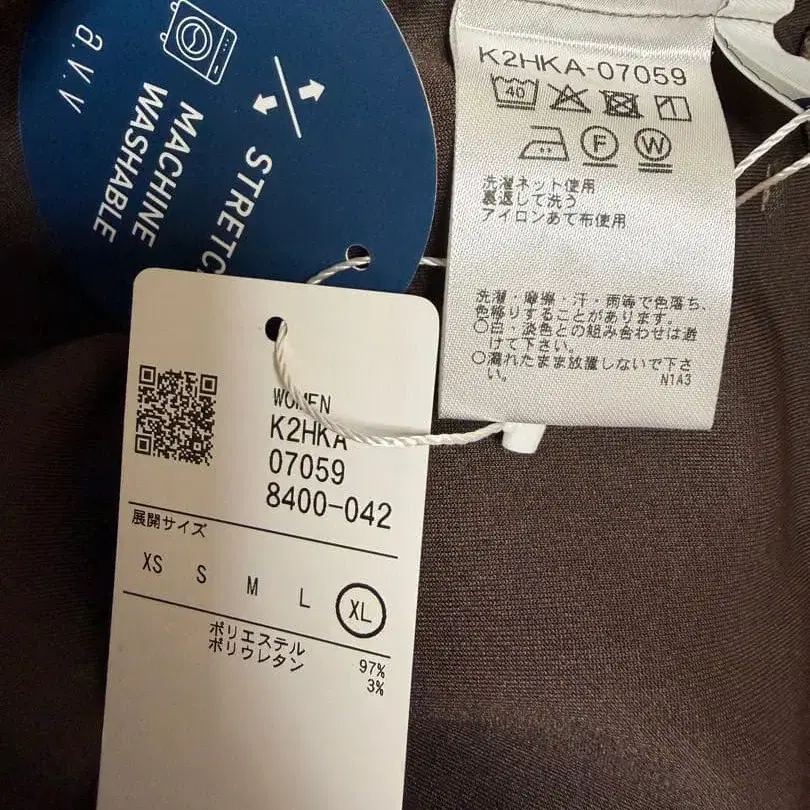 a.v.v
MACHINE
WASHABLE
STRETC
K2HKA-07059
40
F
W
洗濯ネット使用
裏返して洗う
アイロンあて布使用
洗濯・摩擦・汗・雨等で色落ち、
色移りすることがあります。
○白・淡色との組み合わせは避
けて下さい。
○濡れたまま放置しないで下さ
い。
N1A3
WOMEN
K2HKA
07059
8400-042
展開サイズ
XS S M L XL
ポリエステル 97%
ポリウレタン 3%